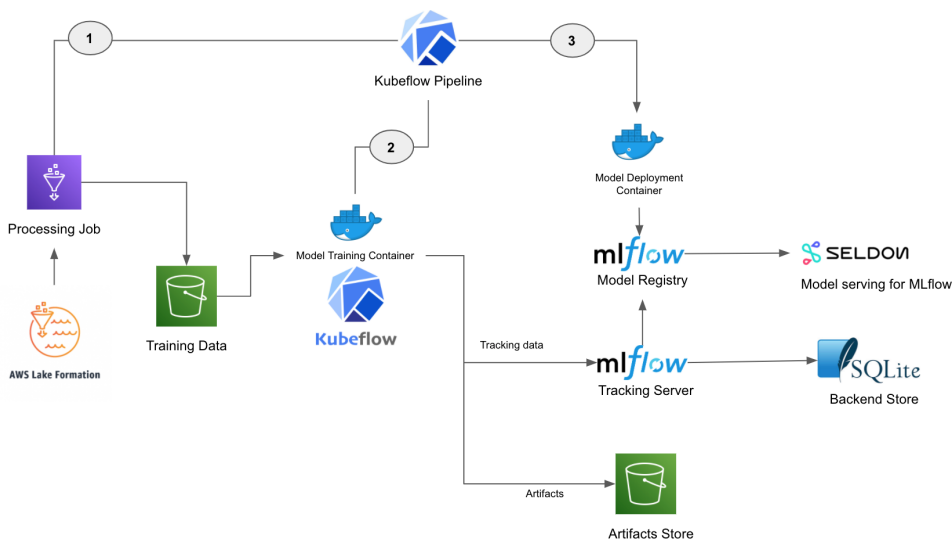 1
3
Kubeflow Pipeline
2
Model Deployment
Container
Processing Job
Model Training Container
mlflow
Model Registry
SELDON
Model serving for MLflow
Training Data
Kubeflow
AWS Lake Formation
Tracking data
mlflow
Tracking Server
SQLite
Backend Store
Artifacts
Artifacts Store